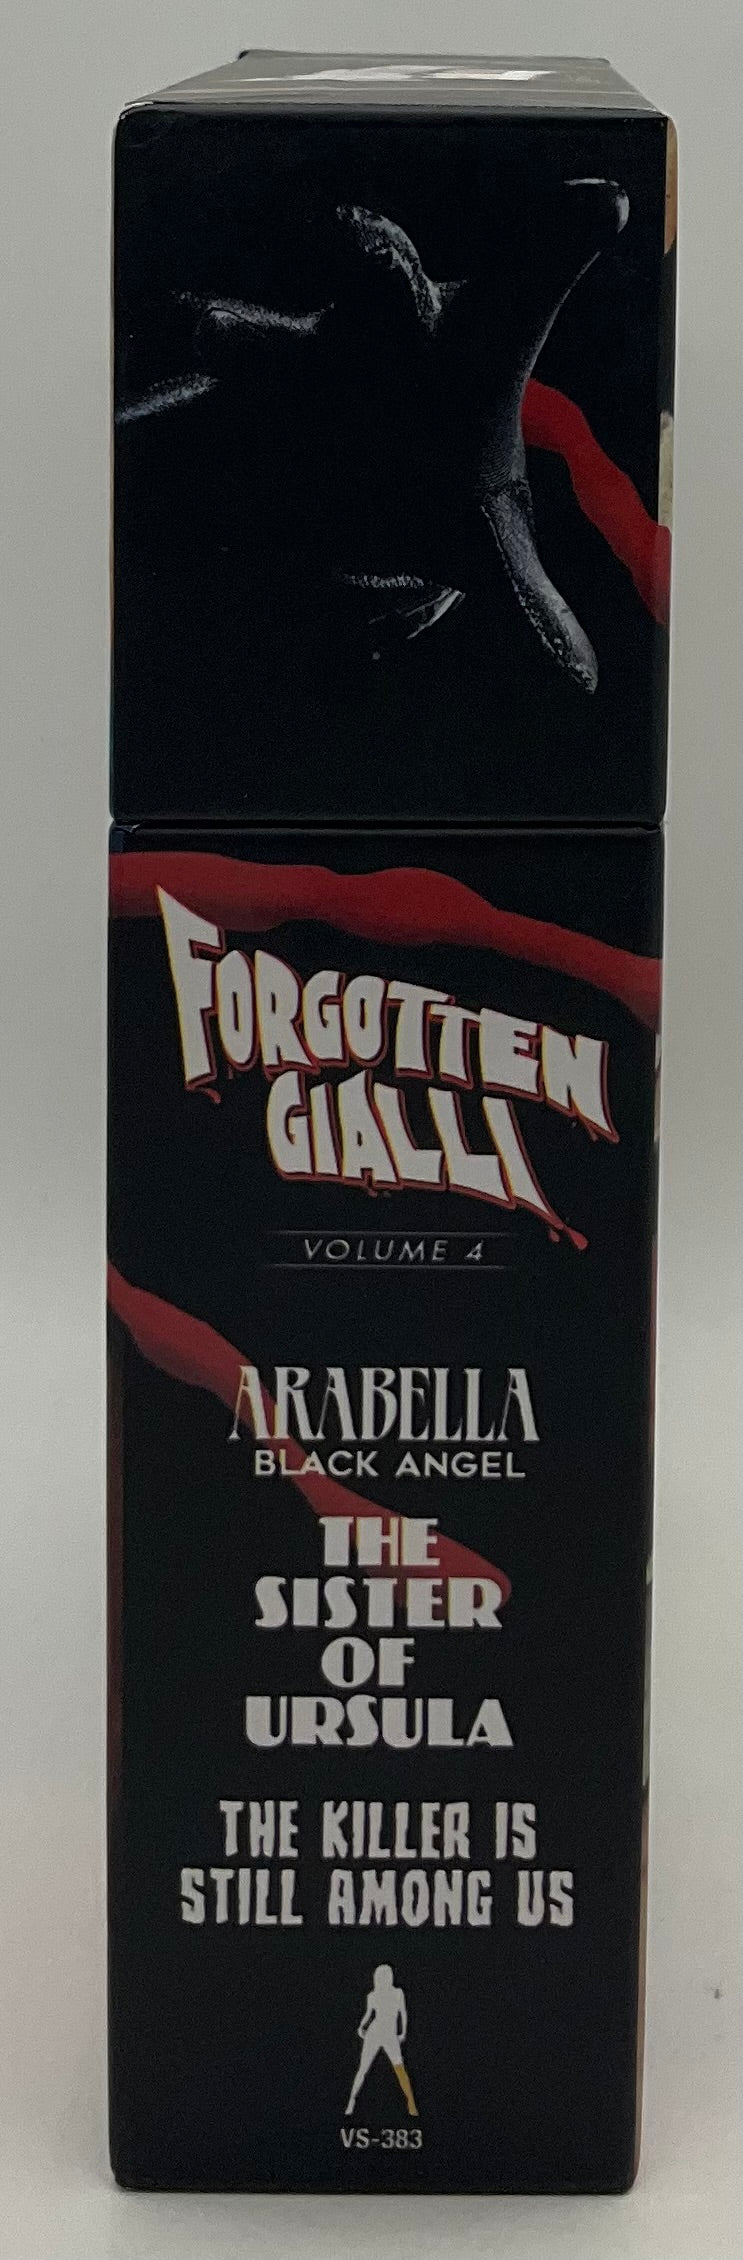 FORGOTTEN
GIALLI
VOLUME 4
ARABELLA
BLACK ANGEL
THE
SISTER
OF
URSULA
THE KILLER IS
STILL AMONG US
VS-383